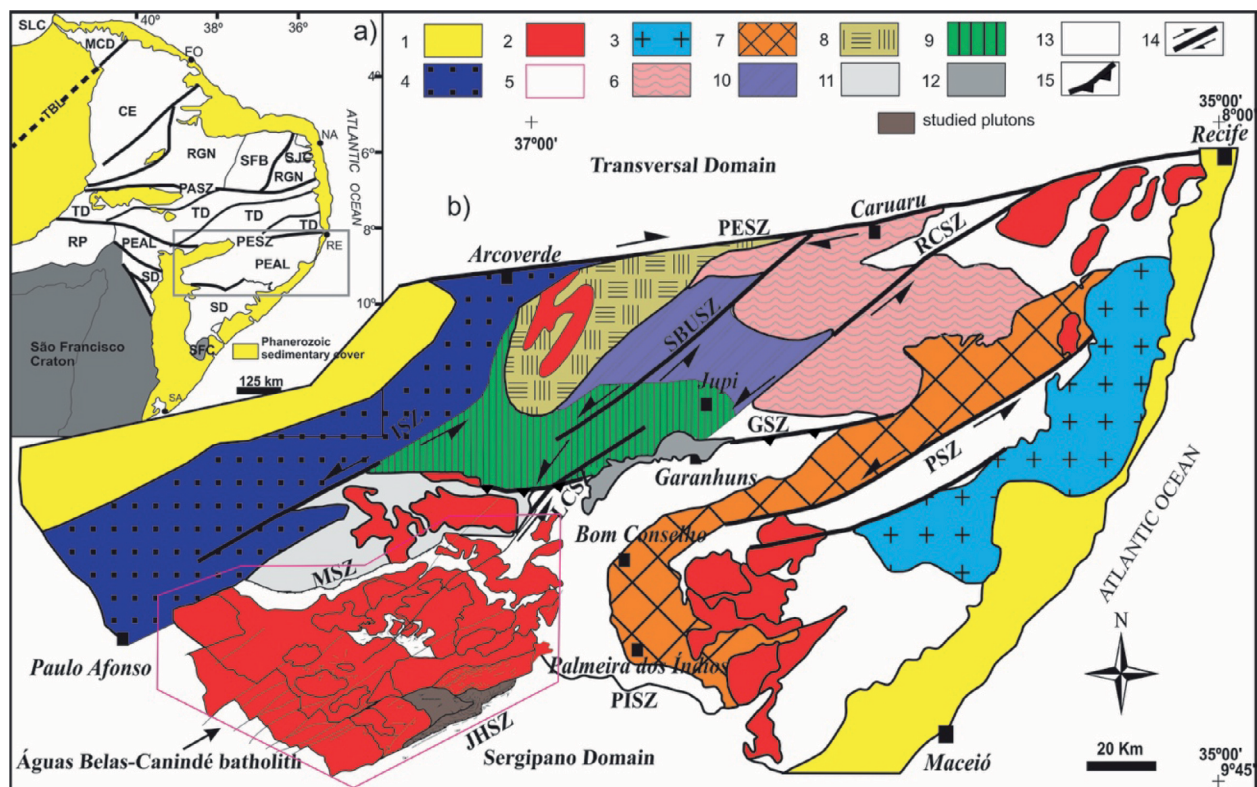 a)
40°
38°
36°
SLC
MCD
FO
4°
TBL
CE
ATLANTIC OCEAN
NA
RGN
SFB
SJC
RGN
6°
PASZ
TD
TD
TD
TD
RP
PEAL
PESZ
RE
8°
SD
PEAL
10°
SD
São Francisco
Craton
SFC
Phanerozoic
sedimentary cover
125 km
SA
1
2
3
7
8
9
13
14
4
5
6
10
11
12
15
studied plutons
37°00'
35°00'
8°00'
Recife
Transversal Domain
b)
Caruaru
PESZ
RCSZ
Arcoverde
SBUSZ
Jupi
GSZ
ISZ
PSZ
Garanhuns
LCSZ
Bom Conselho
MSZ
ATLANTIC OCEAN
N
Paulo Afonso
Palmeira dos Índios
PISZ
JHSZ
Águas Belas-Canindé batholith
Sergipano Domain
Maceió
20 Km
35°00'
9°45'